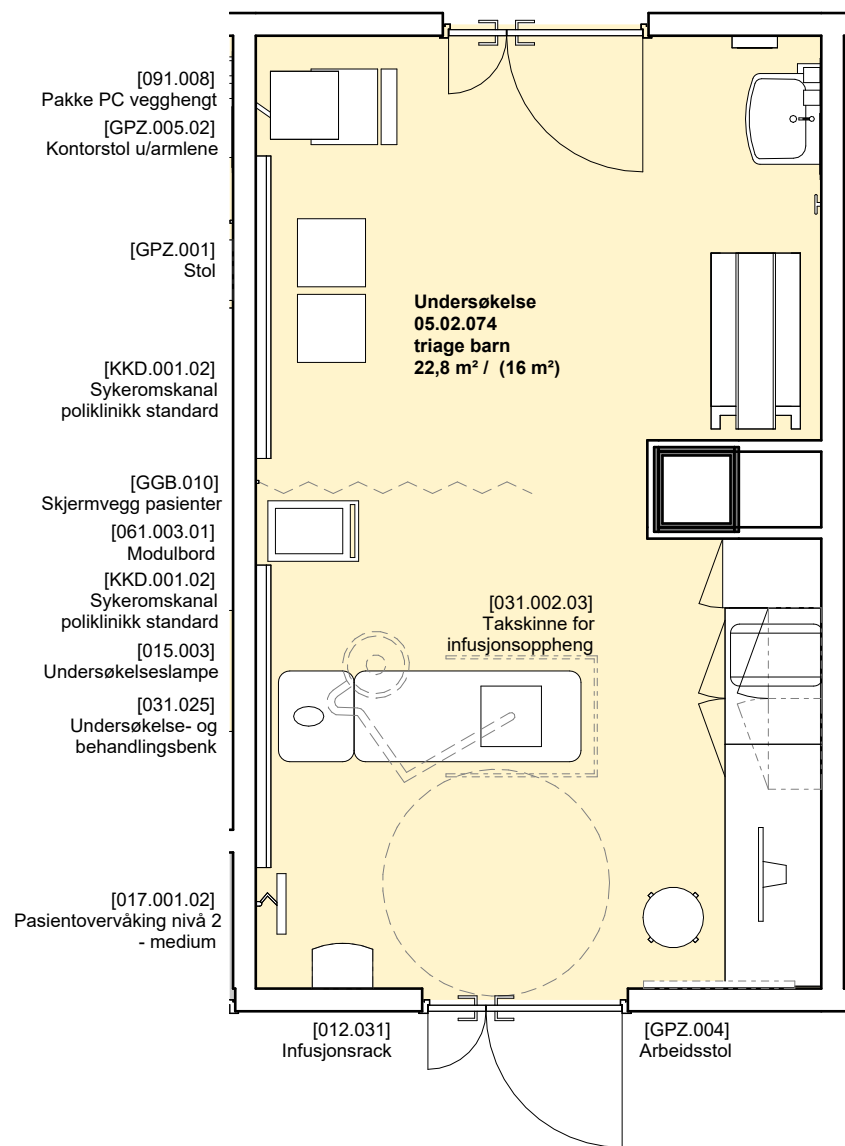 [091.008]
Pakke PC vegghengt
[GPZ.005.02]
Kontorstol u/armlene
[GPZ.001]
Stol
[KKD.001.02]
Sykeromskanal
poliklinikk standard
[GGB.010]
Skjermvegg pasienter
[061.003.01]
Modulbord
[KKD.001.02]
Sykeromskanal
poliklinikk standard
[015.003]
Undersøkelseslampe
[031.025]
Undersøkelse- og
behandlingsbenk
[017.001.02]
Pasientovervåking nivå 2
- medium
Undersøkelse
05.02.074
triage barn
22,8 m² / (16 m²)
[031.002.03]
Takskinne for
infusjonsoppheng
[012.031]
Infusjonsrack
[GPZ.004]
Arbeidsstol